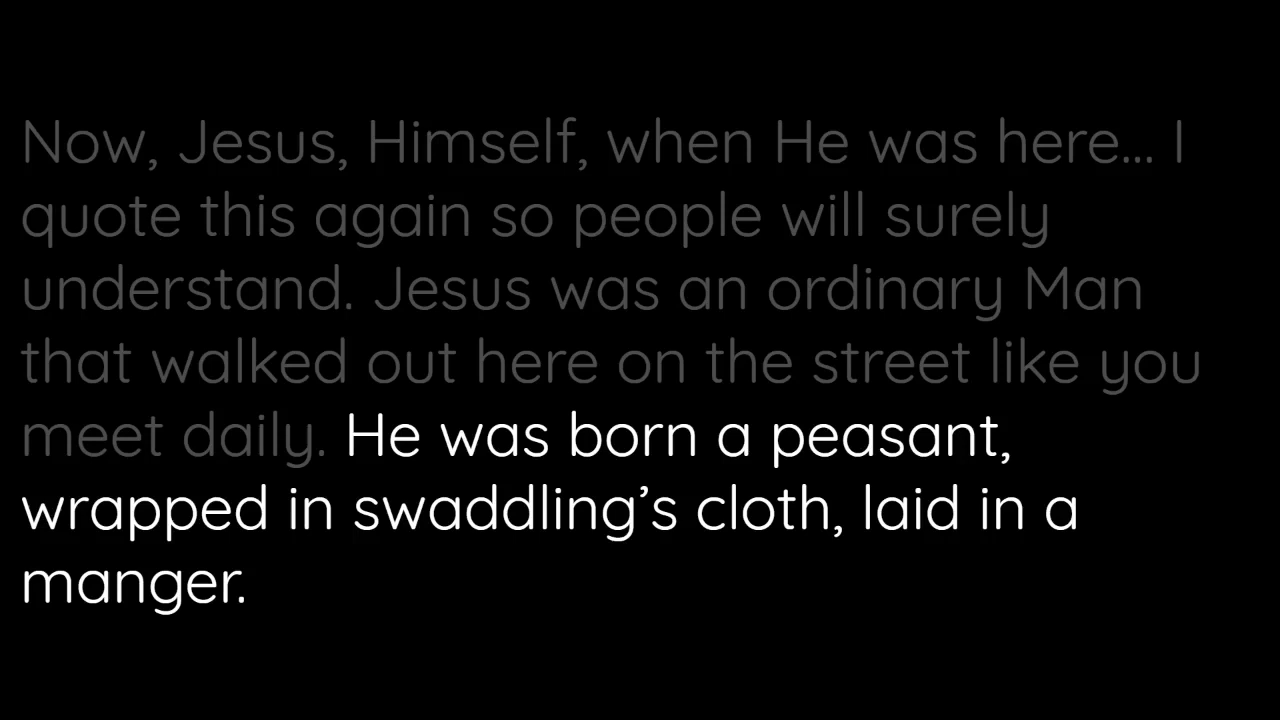 Now, Jesus, Himself, when He was here... I
quote this again so people will surely
understand. Jesus was an ordinary Man
that walked out here on the street like you
meet daily. He was born a peasant,
wrapped in swaddling’s cloth, laid in a
manger.